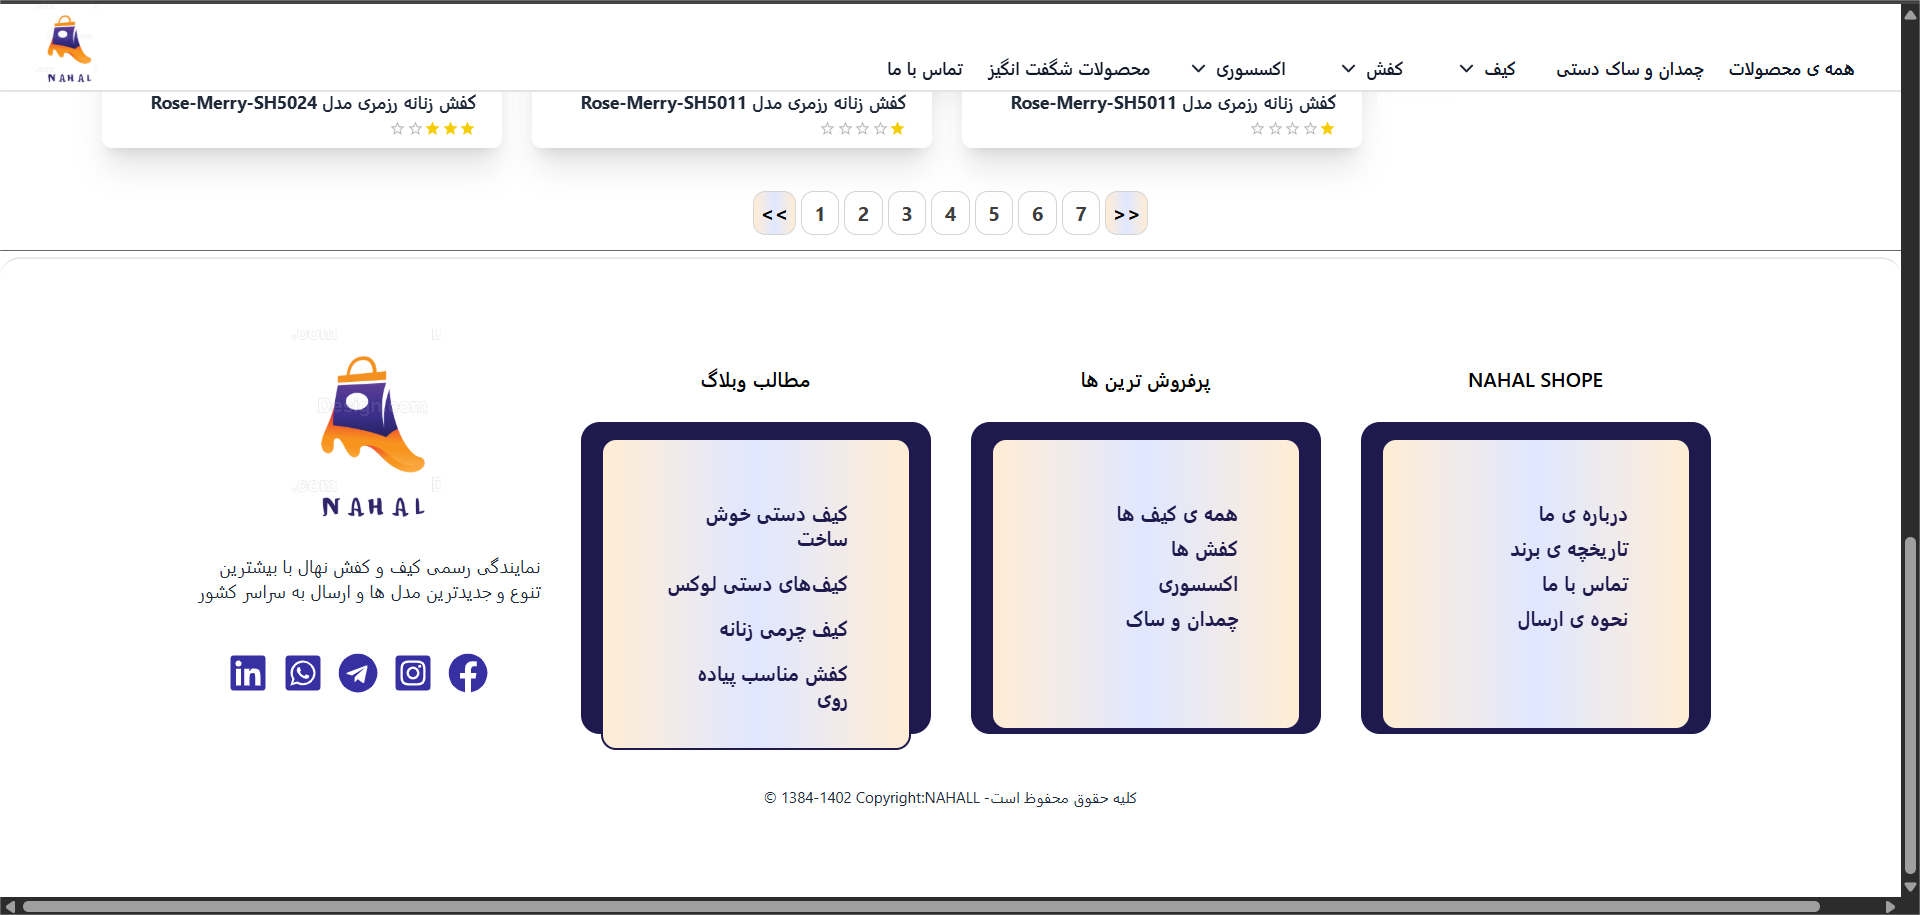 NAHAL
همه ی محصولات
چمدان و ساک دستی
کیف
کفش
اکسسوری
محصولات شگفت انگیز
تماس با ما
کفش زنانه رزمری مدل Rose-Merry-SH5011
کفش زنانه رزمری مدل Rose-Merry-SH5011
کفش زنانه رزمری مدل Rose-Merry-SH5024
<< 1 2 3 4 5 6 7 >>
NAHAL SHOPE
درباره ی ما
تاریخچه ی برند
تماس با ما
نحوه ی ارسال
پرفروش ترین ها
همه ی کیف ها
کفش ها
اکسسوری
چمدان و ساک
مطالب وبلاگ
کیف دستی خوش
ساخت
کیف‌های دستی لوکس
کیف چرمی زنانه
کفش مناسب پیاده
روی
.com
Design.com
.com
NAHAL
نمایندگی رسمی کیف و کفش نهال با بیشترین
تنوع و جدیدترین مدل ها و ارسال به سراسر کشور
© 1384-1402 Copyright:NAHALL -کلیه حقوق محفوظ است